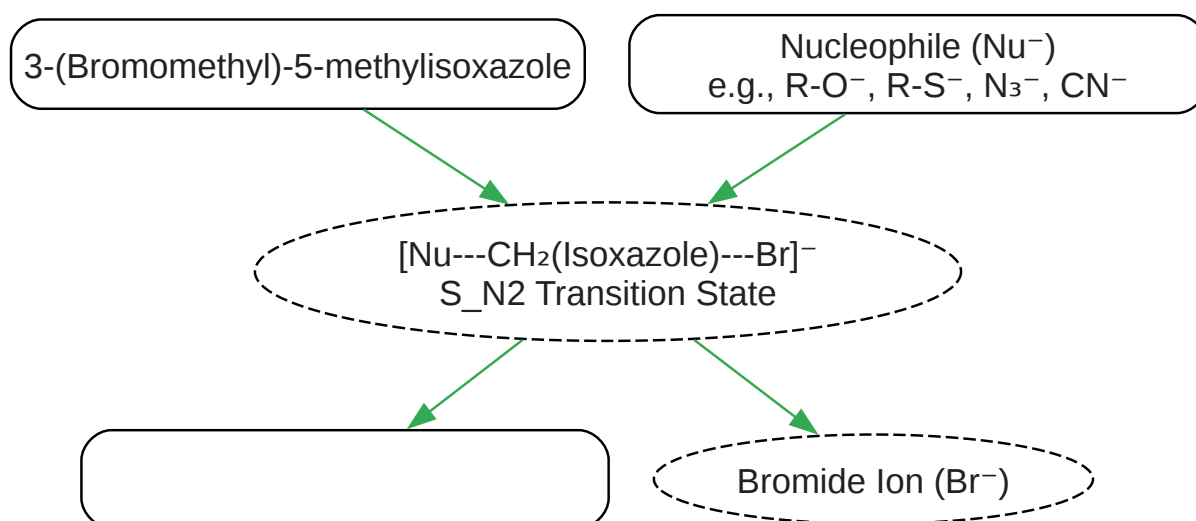 3-(Bromomethyl)-5-methylisoxazole
Nucleophile (Nu⁻)
e.g., R-O⁻, R-S⁻, N₃⁻, CN⁻
[Nu---CH₂(Isoxazole)---Br]⁻
S_N2 Transition State
Bromide Ion (Br⁻)